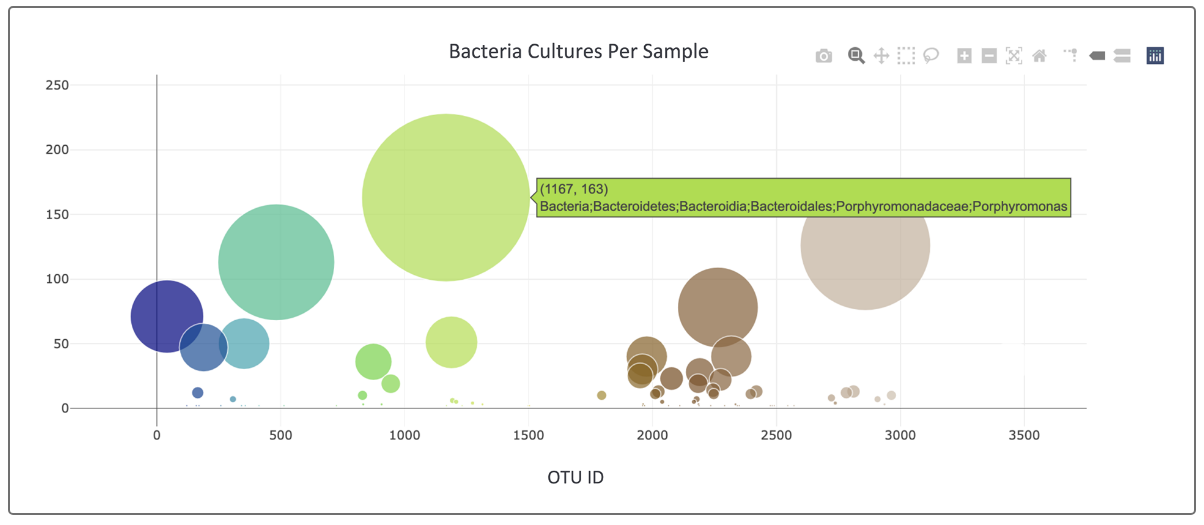 Bacteria Cultures Per Sample
250
200
(1167, 163)
Bacteria;Bacteroidetes;Bacteroidia;Bacteroidales;Porphyromonadaceae;Porphyromonas
150
100
50
0
0 500 1000 1500 2000 2500 3000 3500
OTU ID